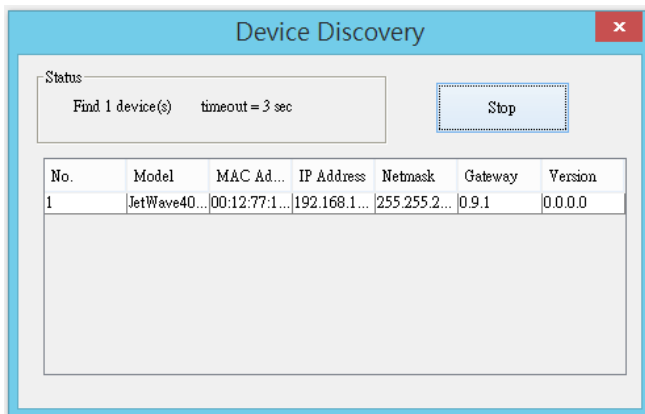 Device Discovery
x
Status
Find 1 device(s) timeout = 3 sec
Stop
No. Model MAC Ad... IP Address Netmask Gateway Version
1 JetWave40... 00:12:77:1... 192.168.1... 255.255.2... 0.9.1 0.0.0.0